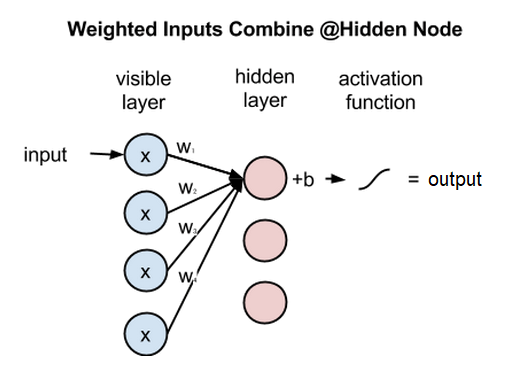 Weighted Inputs Combine @Hidden Node
visible
layer
hidden
layer
activation
function
input
x
W₁
+b
= output
x
W₂
x
W₃
x
W₄